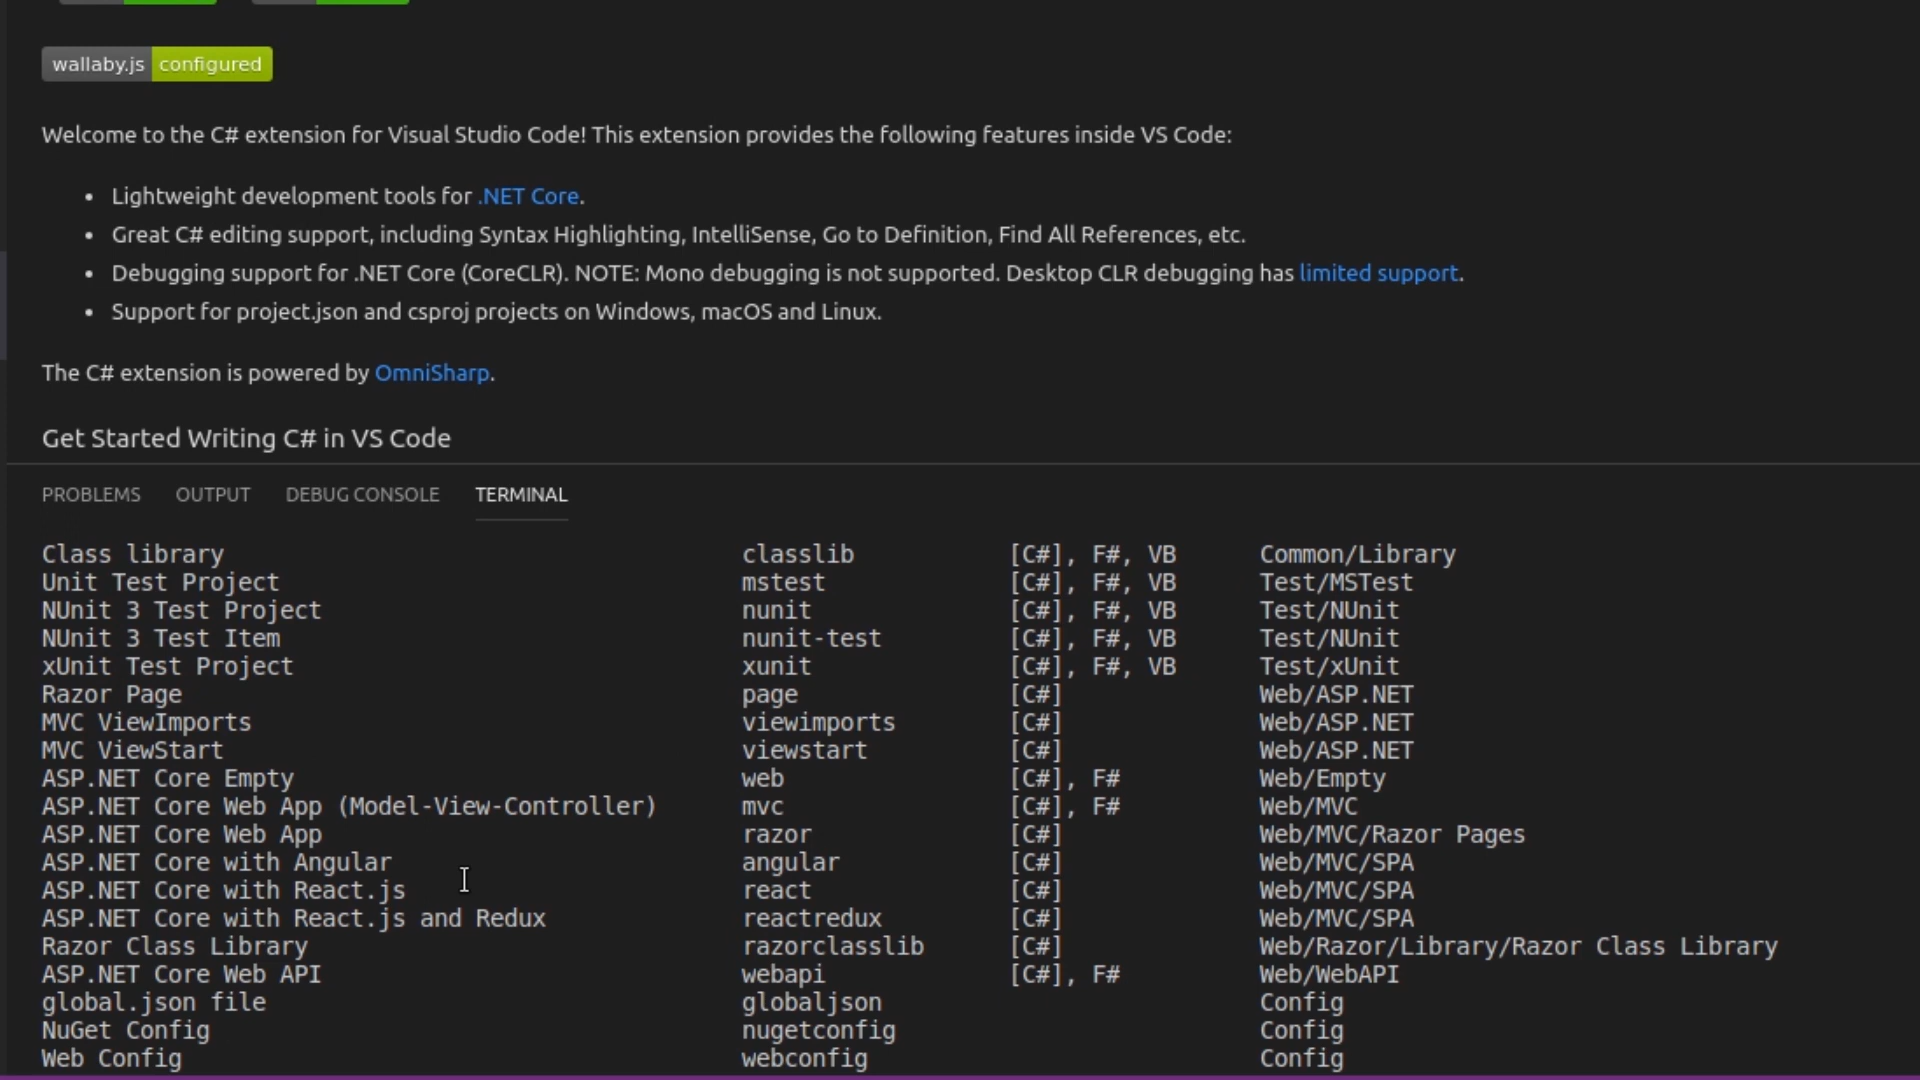 wallaby.js configured
Welcome to the C# extension for Visual Studio Code! This extension provides the following features inside VS Code:
• Lightweight development tools for .NET Core.
• Great C# editing support, including Syntax Highlighting, IntelliSense, Go to Definition, Find All References, etc.
• Debugging support for .NET Core (CoreCLR). NOTE: Mono debugging is not supported. Desktop CLR debugging has limited support.
• Support for project.json and csproj projects on Windows, macOS and Linux.
The C# extension is powered by OmniSharp.
Get Started Writing C# in VS Code
PROBLEMS OUTPUT DEBUG CONSOLE TERMINAL
Class library classlib [C#], F#, VB Common/Library
Unit Test Project mstest [C#], F#, VB Test/MSTest
NUnit 3 Test Project nunit [C#], F#, VB Test/NUnit
NUnit 3 Test Item nunit-test [C#], F#, VB Test/NUnit
xUnit Test Project xunit [C#], F#, VB Test/xUnit
Razor Page page [C#] Web/ASP.NET
MVC ViewImports viewimports [C#] Web/ASP.NET
MVC ViewStart viewstart [C#] Web/ASP.NET
ASP.NET Core Empty web [C#], F# Web/Empty
ASP.NET Core Web App (Model-View-Controller) mvc [C#], F# Web/MVC
ASP.NET Core Web App razor [C#] Web/MVC/Razor Pages
ASP.NET Core with Angular angular [C#] Web/MVC/SPA
ASP.NET Core with React.js react [C#] Web/MVC/SPA
ASP.NET Core with React.js and Redux reactredux [C#] Web/MVC/SPA
Razor Class Library razorclasslib [C#] Web/Razor/Library/Razor Class Library
ASP.NET Core Web API webapi [C#], F# Web/WebAPI
global.json file globaljson Config
NuGet Config nugetconfig Config
Web Config webconfig Config